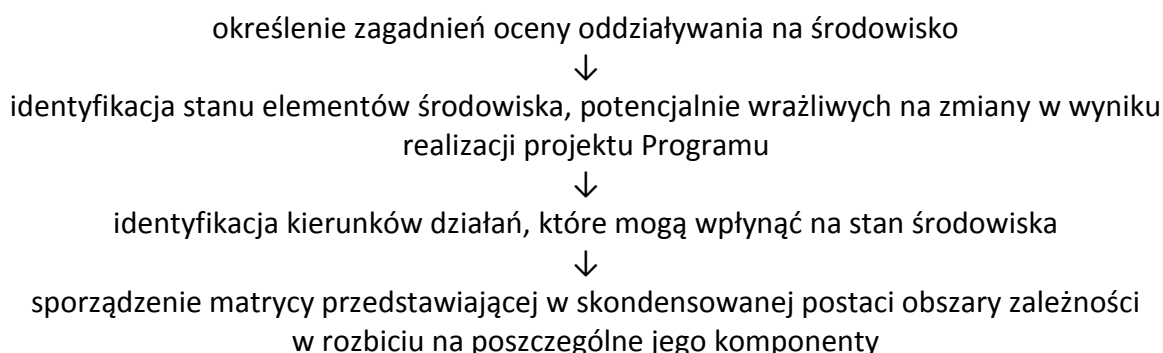 określenie zagadnień oceny oddziaływania na środowisko
↓
identyfikacja stanu elementów środowiska, potencjalnie wrażliwych na zmiany w wyniku
realizacji projektu Programu
↓
identyfikacja kierunków działań, które mogą wpłynąć na stan środowiska
↓
sporządzenie matrycy przedstawiającej w skondensowanej postaci obszary zależności
w rozbiciu na poszczególne jego komponenty